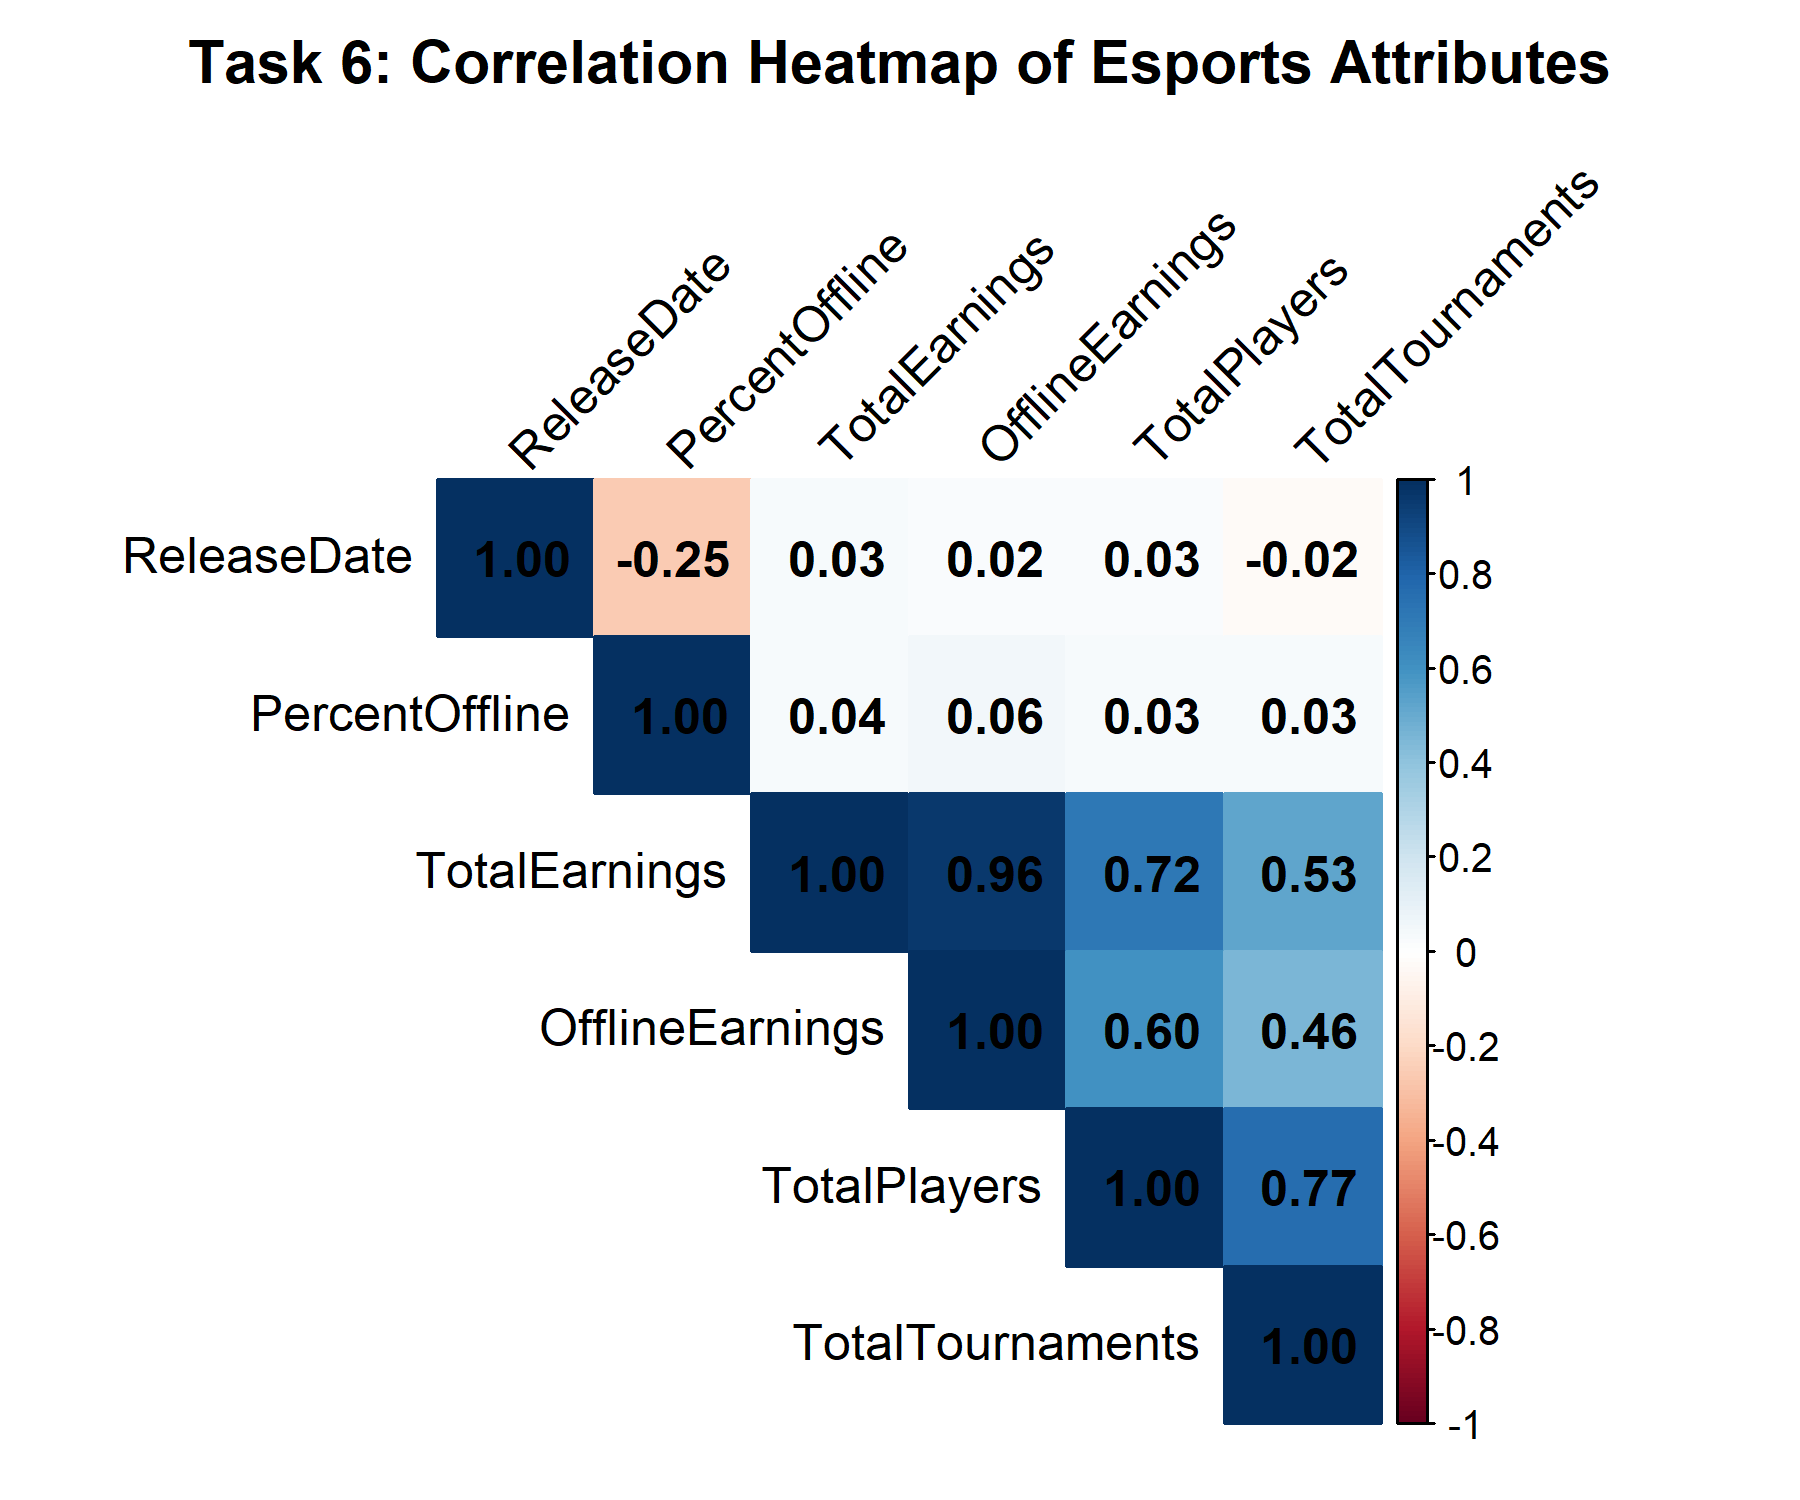 Task 6: Correlation Heatmap of Esports Attributes
ReleaseDate
PercentOffline
TotalEarnings
OfflineEarnings
TotalPlayers
TotalTournaments
ReleaseDate 1.00 -0.25 0.03 0.02 0.03 -0.02
PercentOffline 1.00 0.04 0.06 0.03 0.03
TotalEarnings 1.00 0.96 0.72 0.53
OfflineEarnings 1.00 0.60 0.46
TotalPlayers 1.00 0.77
TotalTournaments 1.00
1
0.8
0.6
0.4
0.2
0
-0.2
-0.4
-0.6
-0.8
-1